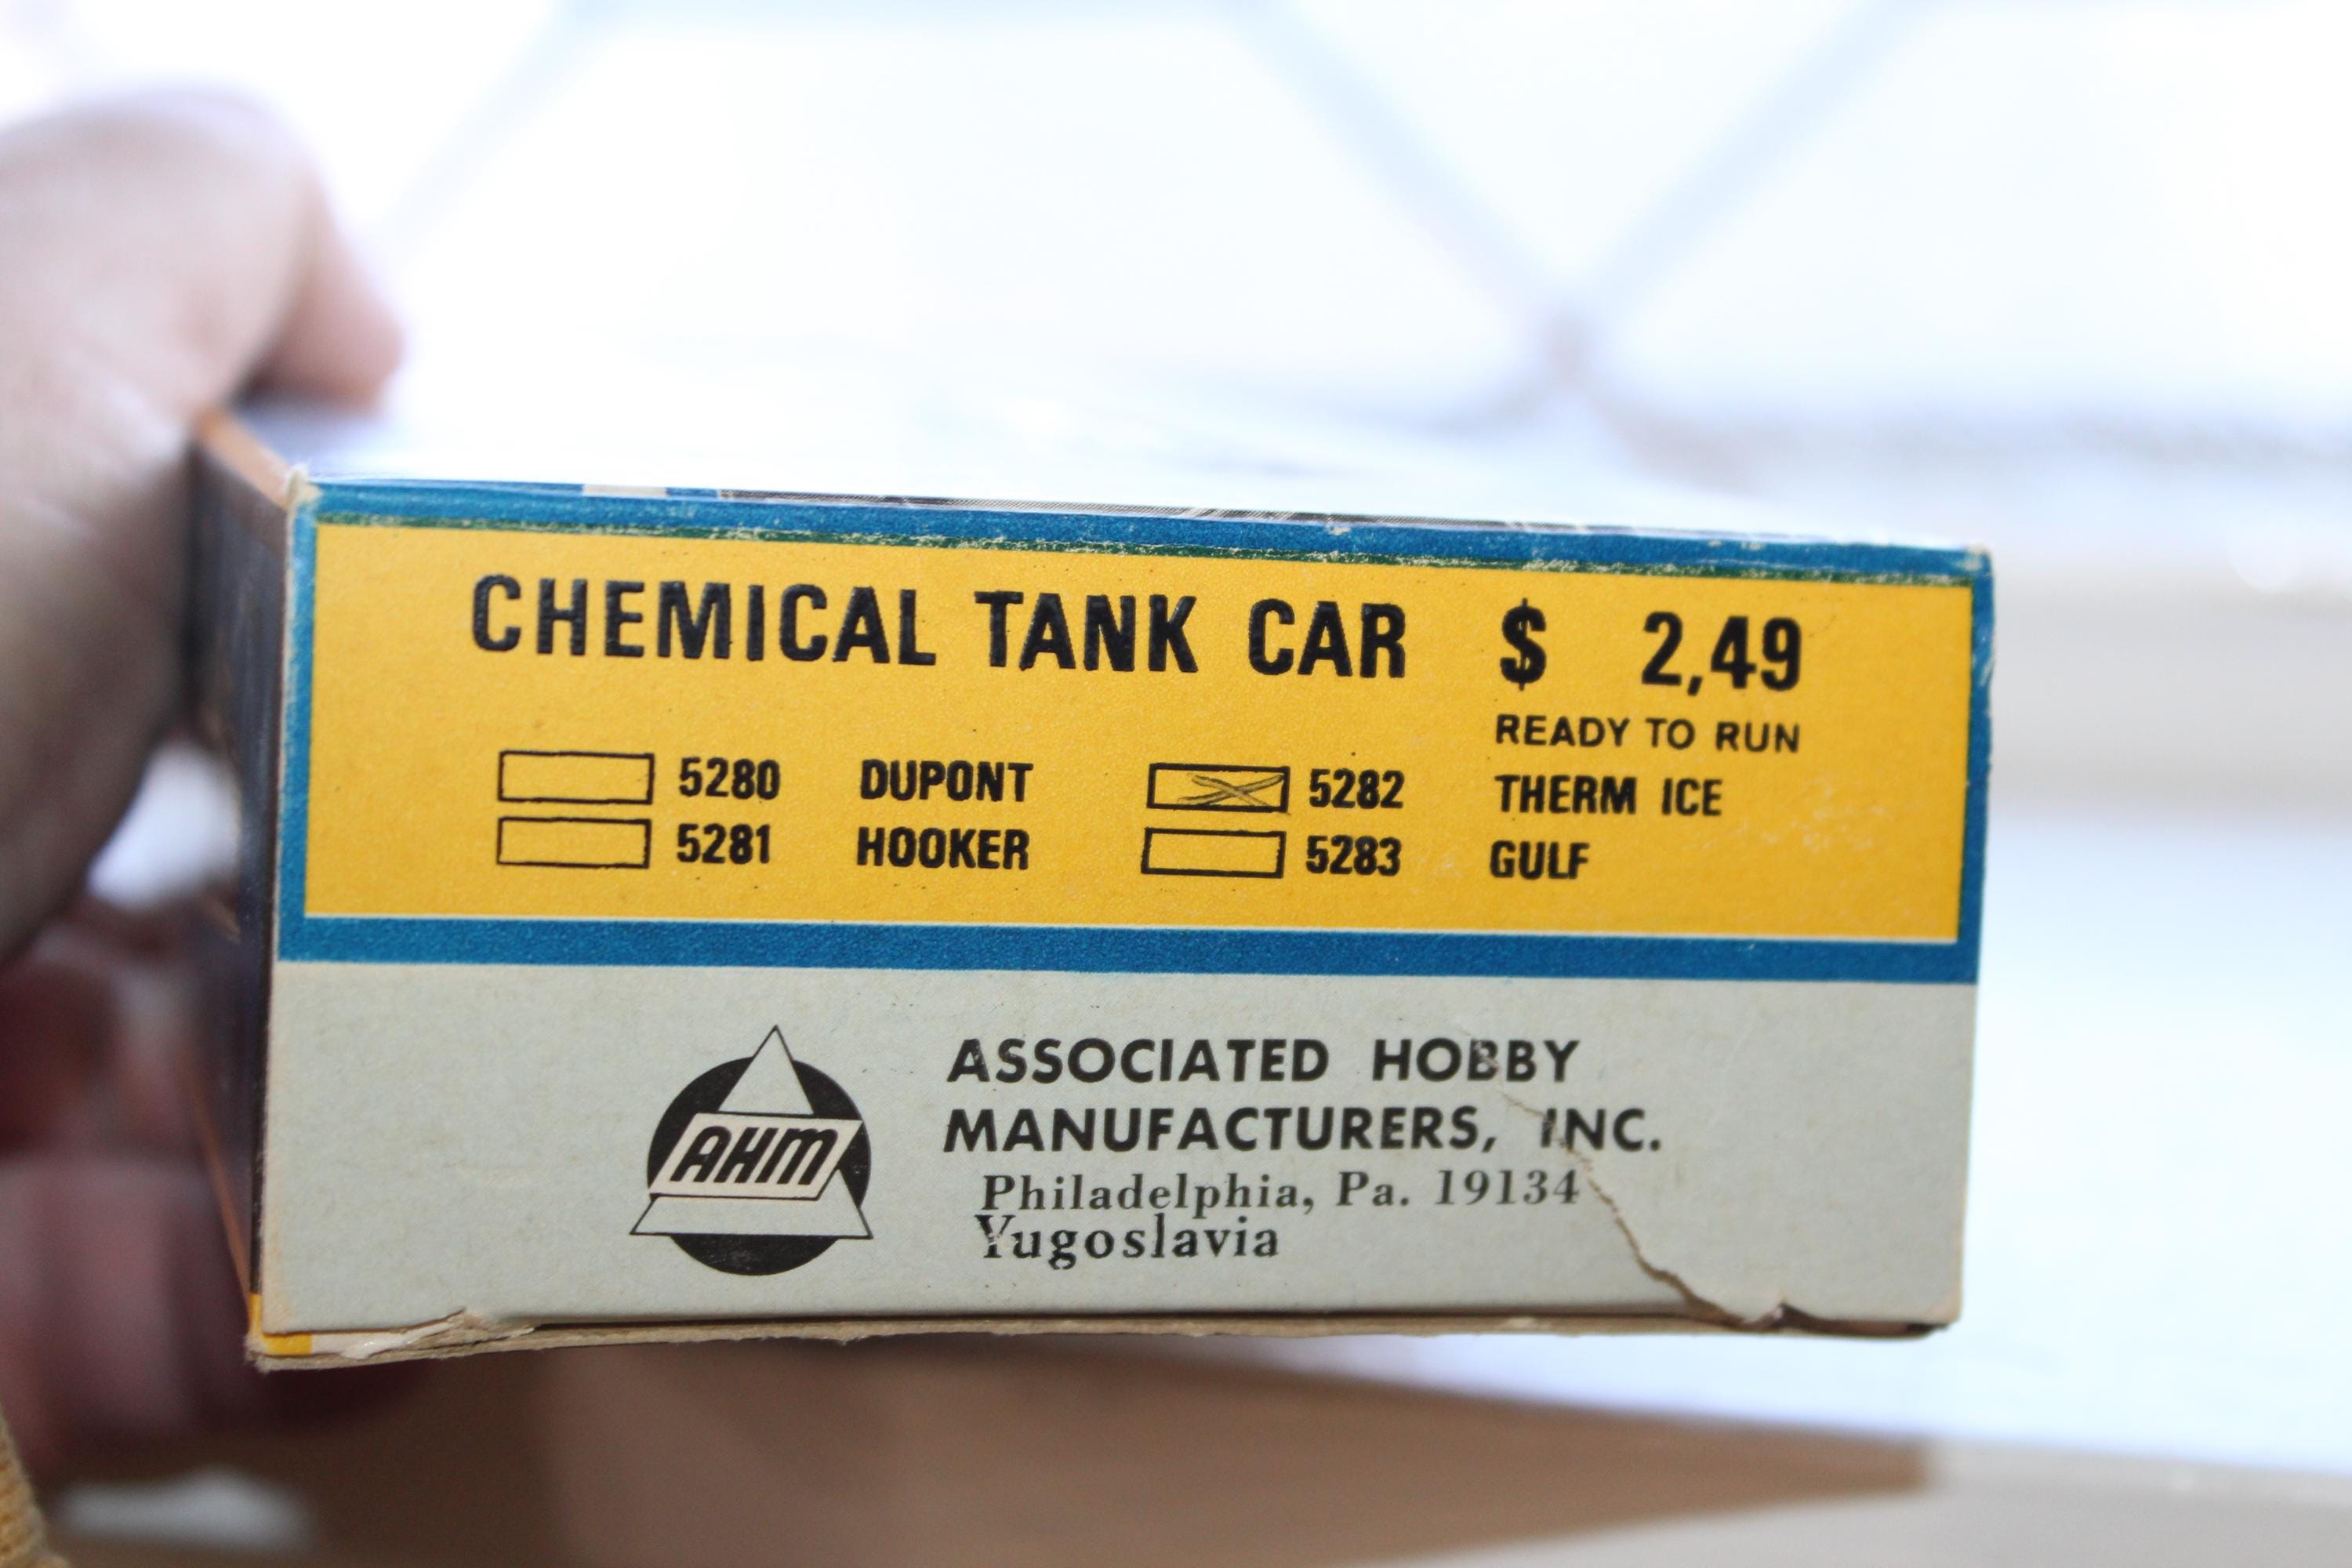 CHEMICAL TANK CAR $ 2,49
READY TO RUN
5280 DUPONT 5282 THERM ICE
5281 HOOKER 5283 GULF
AHM
ASSOCIATED HOBBY
MANUFACTURERS, INC.
Philadelphia, Pa. 19134
Yugoslavia